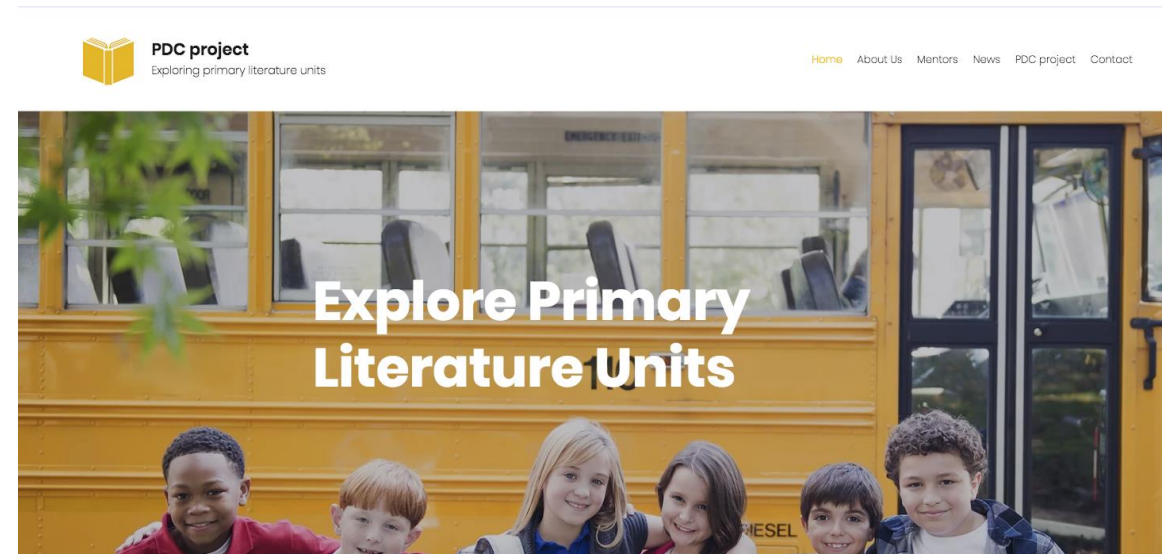 PDC project
Exploring primary literature units
Home About Us Mentors News PDC project Contact
EMERGENCY EXIT
Explore Primary
Literature Units